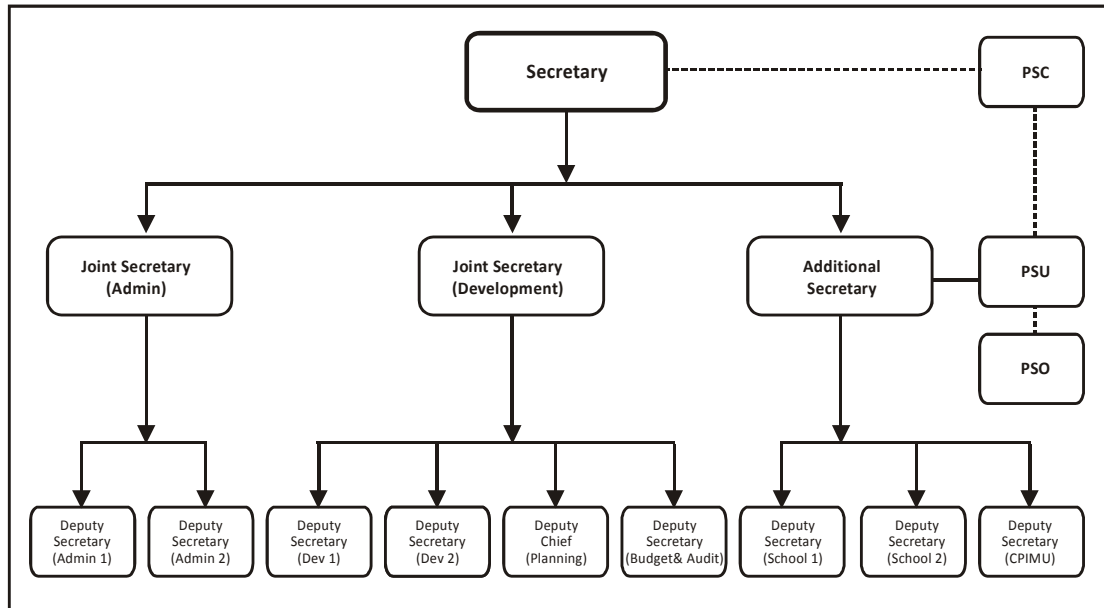 Secretary
PSC
Joint Secretary
(Admin)
Joint Secretary
(Development)
Additional
Secretary
PSU
PSO
Deputy
Secretary
(Admin 1)
Deputy
Secretary
(Admin 2)
Deputy
Secretary
(Dev 1)
Deputy
Secretary
(Dev 2)
Deputy
Chief
(Planning)
Deputy
Secretary
(Budget& Audit)
Deputy
Secretary
(School 1)
Deputy
Secretary
(School 2)
Deputy
Secretary
(CPIMU)